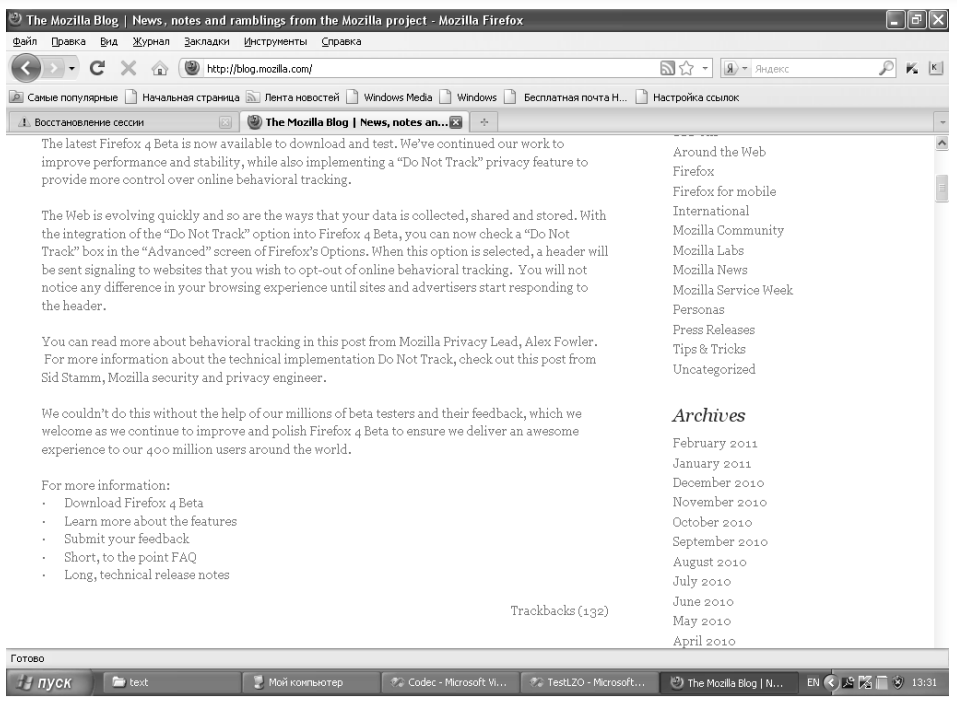 The Mozilla Blog | News, notes and ramblings from the Mozilla project - Mozilla Firefox
Файл Правка Вид Журнал Закладки Инструменты Справка
http://blog.mozilla.com/
Яндекс
Самые популярные Начальная страница Лента новостей Windows Media Windows Бесплатная почта H... Настройка ссылок
Восстановление сессии
The Mozilla Blog | News, notes an...
The latest Firefox 4 Beta is now available to download and test. We've continued our work to
improve performance and stability, while also implementing a “Do Not Track” privacy feature to
provide more control over online behavioral tracking.
The Web is evolving quickly and so are the ways that your data is collected, shared and stored. With
the integration of the “Do Not Track” option into Firefox 4 Beta, you can now check a “Do Not
Track” box in the “Advanced” screen of Firefox's Options. When this option is selected, a header will
be sent signaling to websites that you wish to opt-out of online behavioral tracking.  You will not
notice any difference in your browsing experience until sites and advertisers start responding to
the header.
You can read more about behavioral tracking in this post from Mozilla Privacy Lead, Alex Fowler.
For more information about the technical implementation Do Not Track, check out this post from
Sid Stamm, Mozilla security and privacy engineer.
We couldn't do this without the help of our millions of beta testers and their feedback, which we
welcome as we continue to improve and polish Firefox 4 Beta to ensure we deliver an awesome
experience to our 400 million users around the world.
For more information:
· Download Firefox 4 Beta
· Learn more about the features
· Submit your feedback
· Short, to the point FAQ
· Long, technical release notes
Trackbacks (132)
Around the Web
Firefox
Firefox for mobile
International
Mozilla Community
Mozilla Labs
Mozilla News
Mozilla Service Week
Personas
Press Releases
Tips & Tricks
Uncategorized
Archives
February 2011
January 2011
December 2010
November 2010
October 2010
September 2010
August 2010
July 2010
June 2010
May 2010
April 2010
Готово
пуск
text
Мой компьютер
Codec - Microsoft Vi...
TestLZO - Microsoft...
The Mozilla Blog | N...
EN
13:31